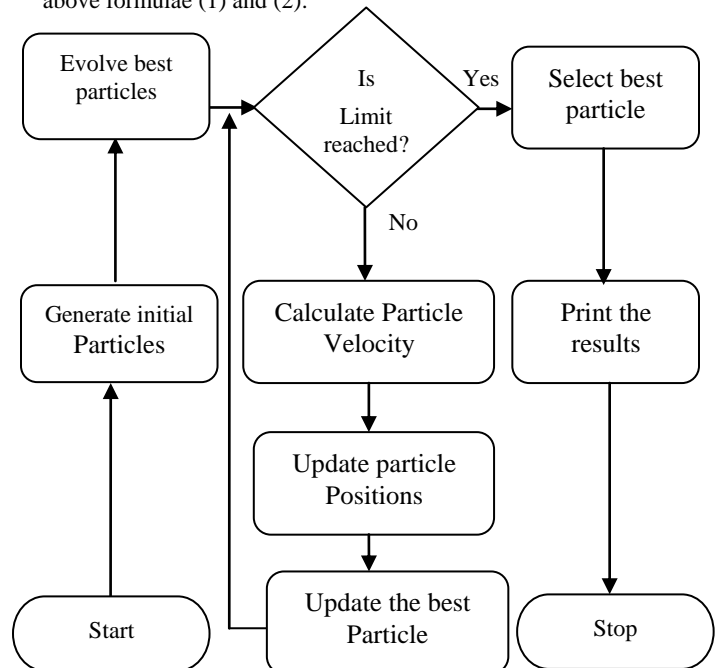 above formulae (1) and (2).
Evolve best
particles
Is
Limit
reached?
Yes
Select best
particle
No
Generate initial
Particles
Calculate Particle
Velocity
Print the
results
Update particle
Positions
Update the best
Particle
Start
Stop